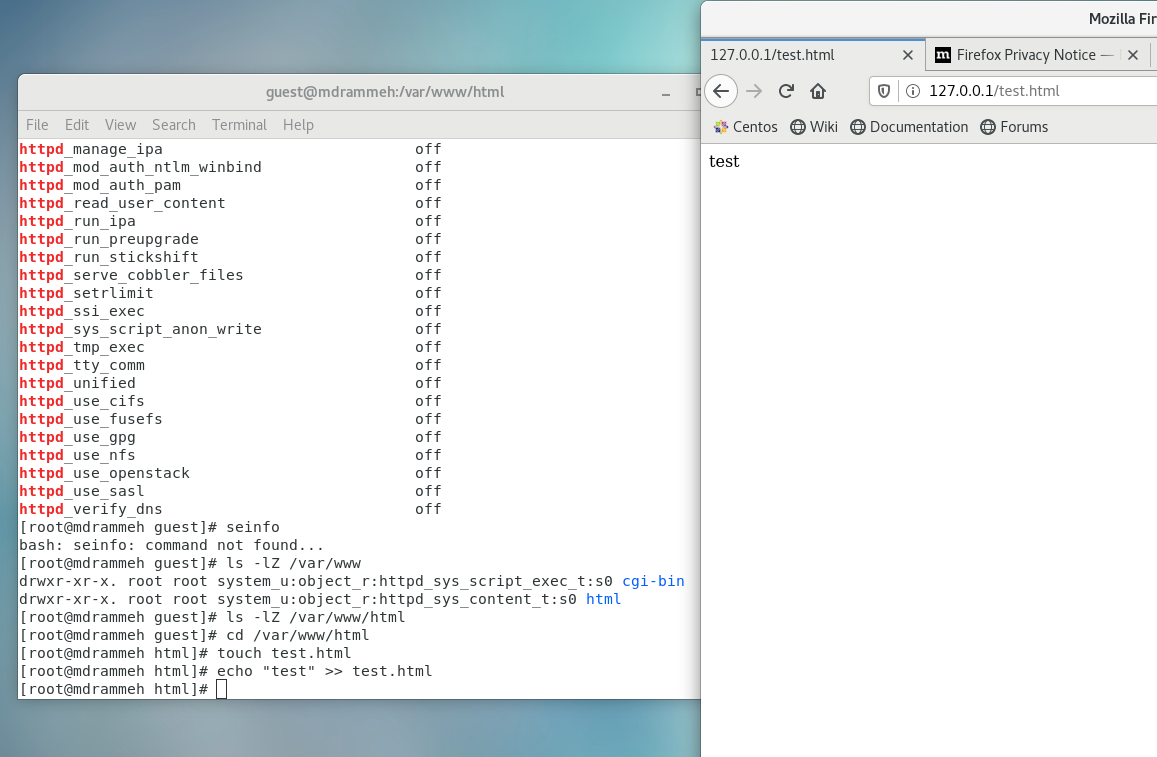 guest@mdrammeh:/var/www/html
File Edit View Search Terminal Help
httpd_manage_ipa off
httpd_mod_auth_ntlm_winbind off
httpd_mod_auth_pam off
httpd_read_user_content off
httpd_run_ipa off
httpd_run_preupgrade off
httpd_run_stickshift off
httpd_serve_cobbler_files off
httpd_setrlimit off
httpd_ssi_exec off
httpd_sys_script_anon_write off
httpd_tmp_exec off
httpd_tty_comm off
httpd_unified off
httpd_use_cifs off
httpd_use_fusefs off
httpd_use_gpg off
httpd_use_nfs off
httpd_use_openstack off
httpd_use_sasl off
httpd_verify_dns off
[root@mdrammeh guest]# seinfo
bash: seinfo: command not found...
[root@mdrammeh guest]# ls -lZ /var/www
drwxr-xr-x. root root system_u:object_r:httpd_sys_script_exec_t:s0 cgi-bin
drwxr-xr-x. root root system_u:object_r:httpd_sys_content_t:s0 html
[root@mdrammeh guest]# ls -lZ /var/www/html
[root@mdrammeh guest]# cd /var/www/html
[root@mdrammeh html]# touch test.html
[root@mdrammeh html]# echo "test" >> test.html
[root@mdrammeh html]#
Mozilla Fir
127.0.0.1/test.html m Firefox Privacy Notice —
127.0.0.1/test.html
Centos Wiki Documentation Forums
test